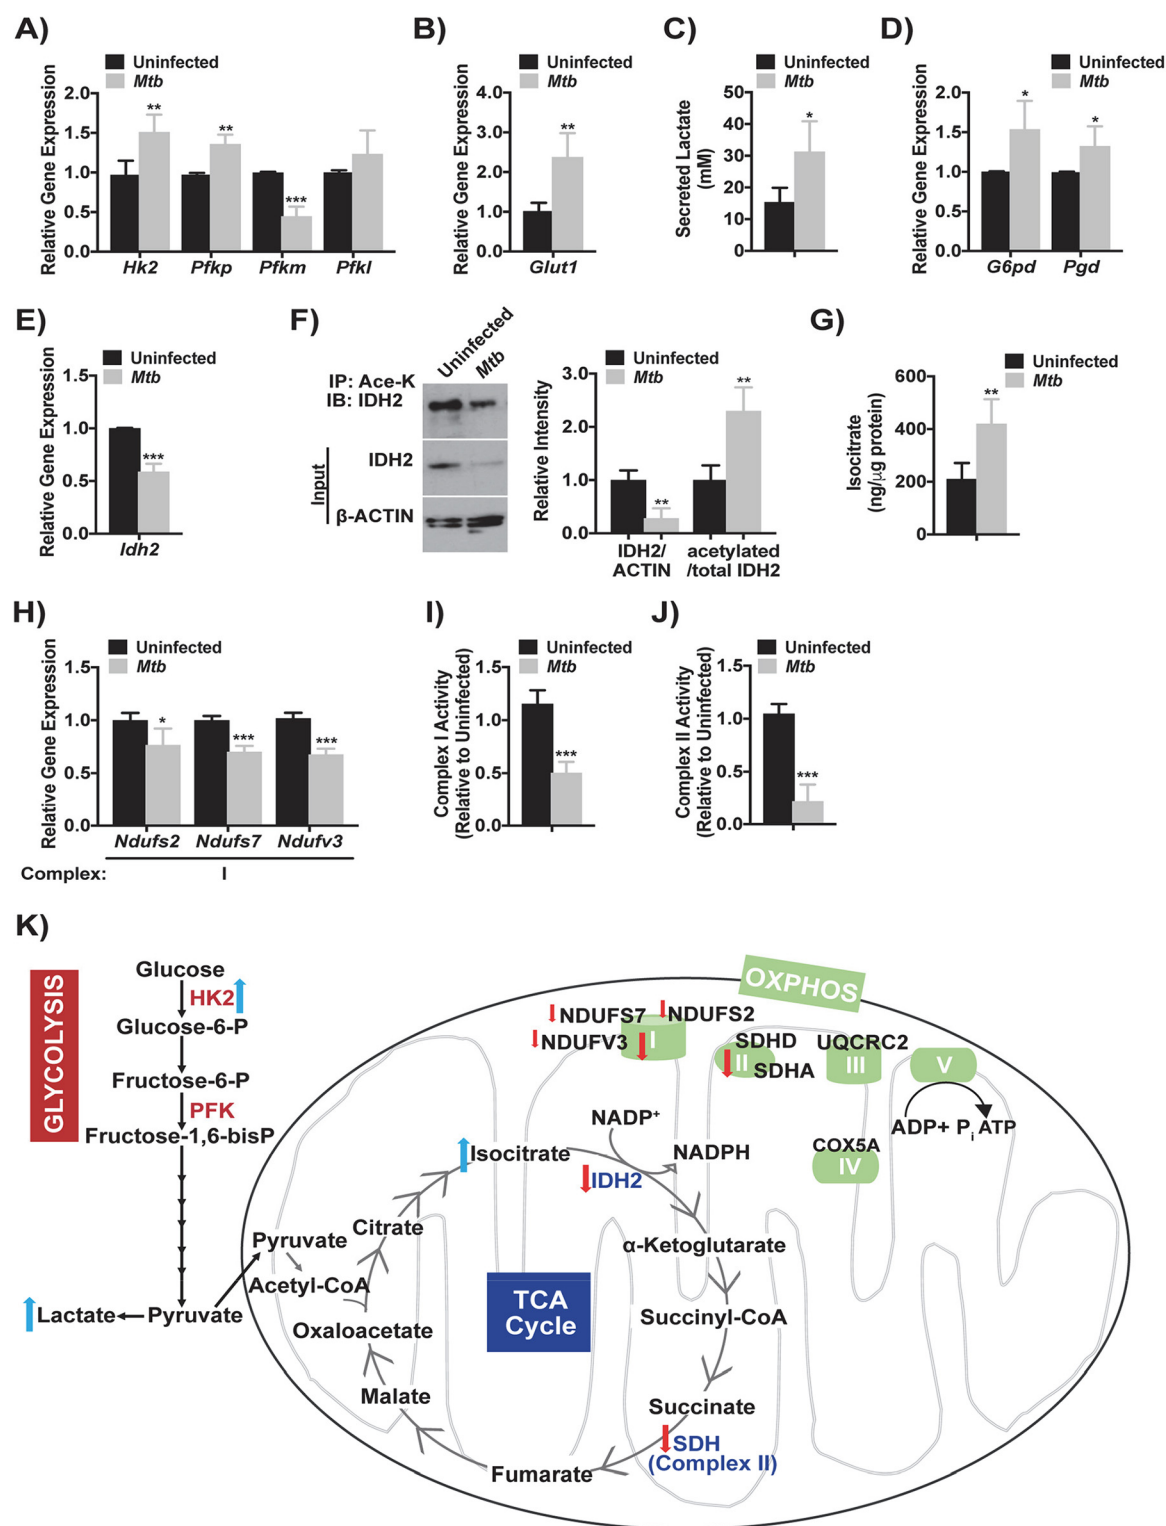 A)
Uninfected
Mtb
Relative Gene Expression
2.0
1.5
1.0
0.5
0.0
**
**
***
Hk2 Pfkp Pfkm Pfkl
B)
Uninfected
Mtb
Relative Gene Expression
4.0
3.0
2.0
1.0
0.0
**
Glut1
C)
Uninfected
Mtb
Secreted Lactate
(mM)
50
40
30
20
10
0
*
D)
Uninfected
Mtb
Relative Gene Expression
2.0
1.5
1.0
0.5
0.0
*
*
G6pd Pgd
E)
Uninfected
Mtb
Relative Gene Expression
1.5
1.0
0.5
0.0
***
Idh2
F)
Uninfected
Mtb
IP: Ace-K
IB: IDH2
IDH2
Input
β-ACTIN
Uninfected
Mtb
Relative Intensity
3.0
2.0
1.0
0.0
**
**
IDH2/
ACTIN
acetylated
/total IDH2
G)
Uninfected
Mtb
Isocitrate
(ng/µg protein)
600
400
200
0
**
H)
Uninfected
Mtb
Relative Gene Expression
1.5
1.0
0.5
0.0
*
***
***
Ndufs2 Ndufs7 Ndufv3
Complex: I
I)
Uninfected
Mtb
Complex I Activity
(Relative to Uninfected)
1.5
1.0
0.5
0.0
***
J)
Uninfected
Mtb
Complex II Activity
(Relative to Uninfected)
1.5
1.0
0.5
0.0
***
K)
GLYCOLYSIS
Glucose
HK2
Glucose-6-P
Fructose-6-P
PFK
Fructose-1,6-bisP
Lactate
Pyruvate
OXPHOS
NDUFS7
NDUFS2
NDUFV3
I
SDHD
II
SDHA
UQCRC2
III
COX5A
IV
V
ADP+ Pi ATP
NADP+
NADPH
Isocitrate
IDH2
Citrate
Pyruvate
Acetyl-CoA
α-Ketoglutarate
TCA
Cycle
Succinyl-CoA
Oxaloacetate
Malate
Succinate
SDH
(Complex II)
Fumarate